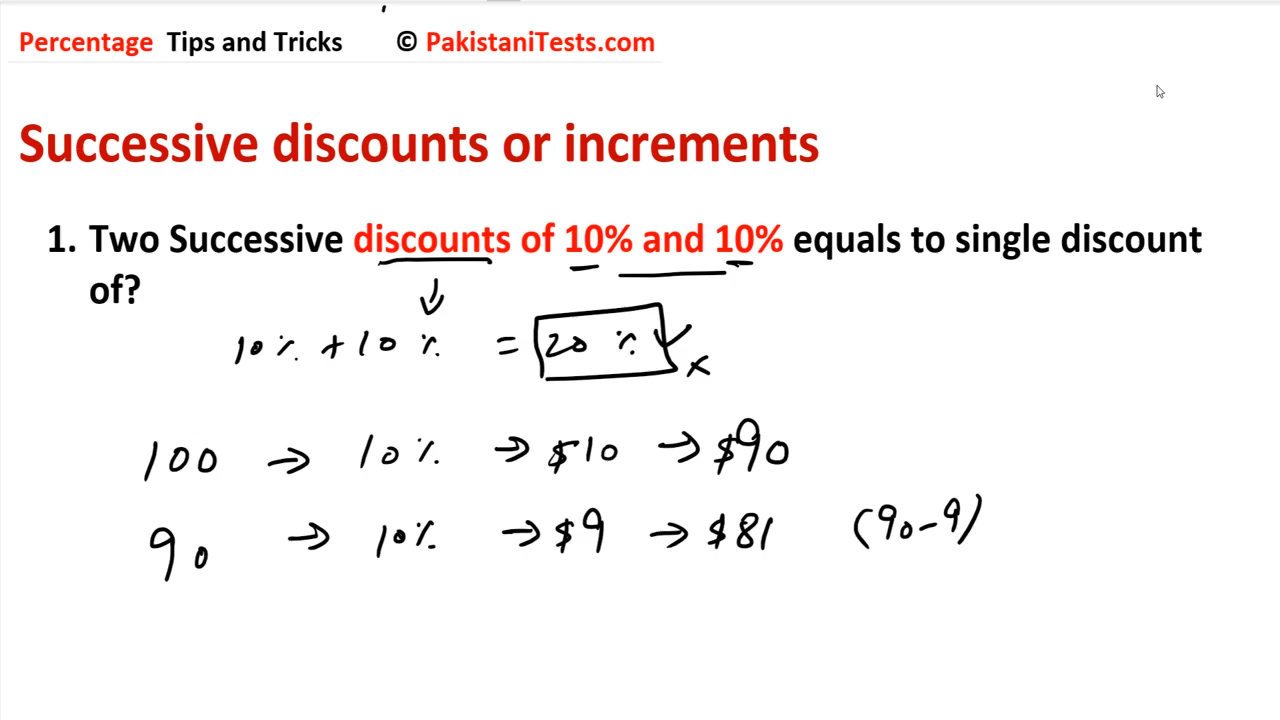 Percentage Tips and Tricks © PakistaniTests.com
Successive discounts or increments
1. Two Successive discounts of 10% and 10% equals to single discount
of?
10% + 10% = 20%
100 → 10% → $10 → $90
90 → 10% → $9 → $81 (90-9)